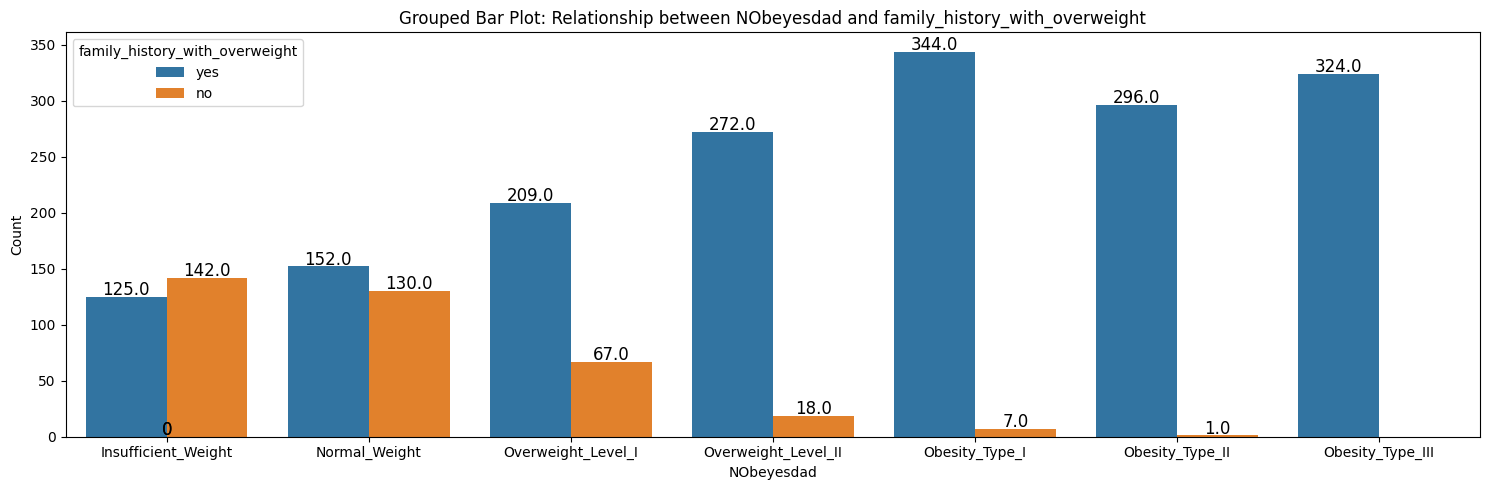 Grouped Bar Plot: Relationship between NObeyesdad and family_history_with_overweight
family_history_with_overweight
yes
no
Count
350
300
250
200
150
100
50
0
125.0
142.0
152.0
130.0
209.0
67.0
272.0
18.0
344.0
7.0
296.0
1.0
324.0
0
Insufficient_Weight
Normal_Weight
Overweight_Level_I
Overweight_Level_II
Obesity_Type_I
Obesity_Type_II
Obesity_Type_III
NObeyesdad